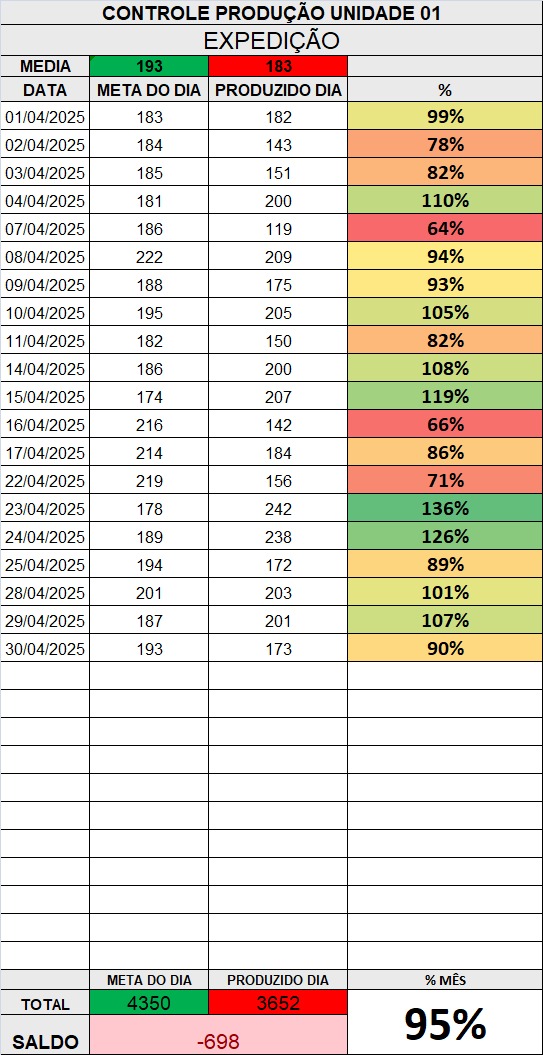 CONTROLE PRODUÇÃO UNIDADE 01
EXPEDIÇÃO
MEDIA 193 183
DATA META DO DIA PRODUZIDO DIA %
01/04/2025 183 182 99%
02/04/2025 184 143 78%
03/04/2025 185 151 82%
04/04/2025 181 200 110%
07/04/2025 186 119 64%
08/04/2025 222 209 94%
09/04/2025 188 175 93%
10/04/2025 195 205 105%
11/04/2025 182 150 82%
14/04/2025 186 200 108%
15/04/2025 174 207 119%
16/04/2025 216 142 66%
17/04/2025 214 184 86%
22/04/2025 219 156 71%
23/04/2025 178 242 136%
24/04/2025 189 238 126%
25/04/2025 194 172 89%
28/04/2025 201 203 101%
29/04/2025 187 201 107%
30/04/2025 193 173 90%
META DO DIA PRODUZIDO DIA % MÊS
TOTAL 4350 3652 95%
SALDO -698